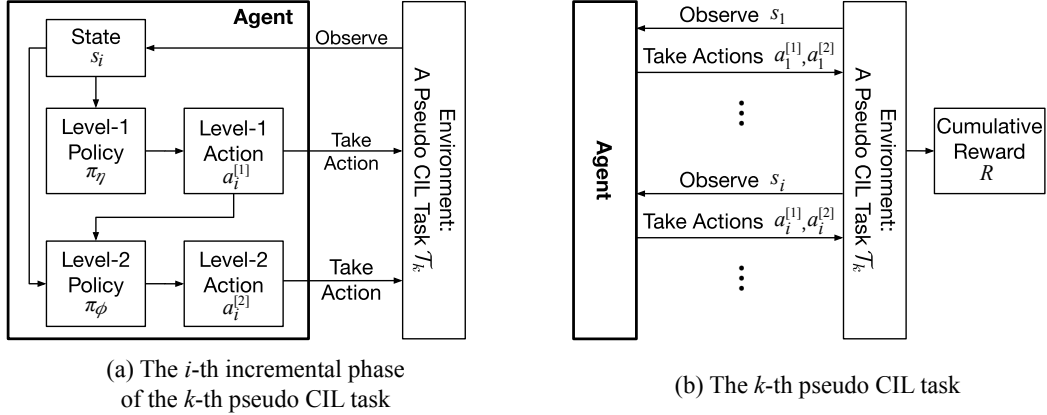 Agent
State
s_i
Observe
Level-1
Policy
π_η
Level-1
Action
a_i^{[1]}
Take
Action
Level-2
Policy
π_ϕ
Level-2
Action
a_i^{[2]}
Take
Action
Environment:
A Pseudo CIL Task 𝒯_k
(a) The i-th incremental phase
of the k-th pseudo CIL task
Agent
Observe s_1
Take Actions a_1^{[1]},a_1^{[2]}
⋮
Observe s_i
Take Actions a_i^{[1]},a_i^{[2]}
⋮
Environment:
A Pseudo CIL Task 𝒯_k
Cumulative
Reward
R
(b) The k-th pseudo CIL task